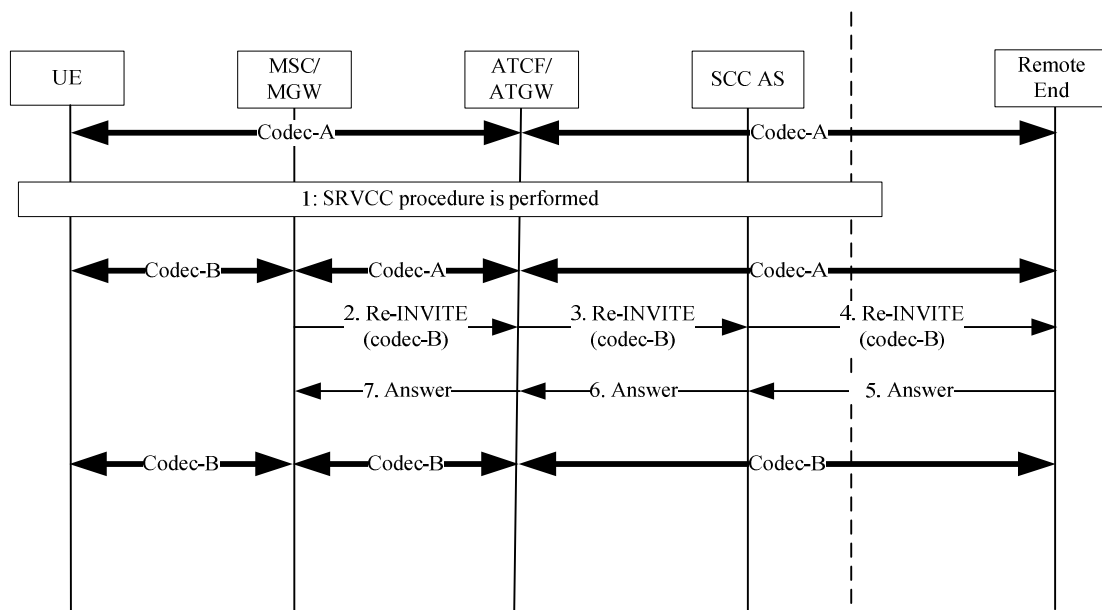 UE
MSC/
MGW
ATCF/
ATGW
SCC AS
Remote
End
Codec-A
Codec-A
1: SRVCC procedure is performed
Codec-B
Codec-A
Codec-A
2. Re-INVITE
(codec-B)
3. Re-INVITE
(codec-B)
4. Re-INVITE
(codec-B)
7. Answer
6. Answer
5. Answer
Codec-B
Codec-B
Codec-B